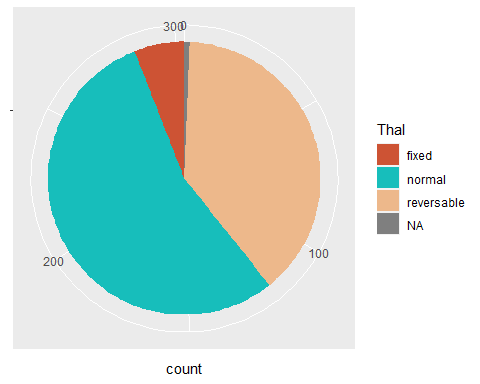 300
0
100
200
count
Thal
fixed
normal
reversable
NA